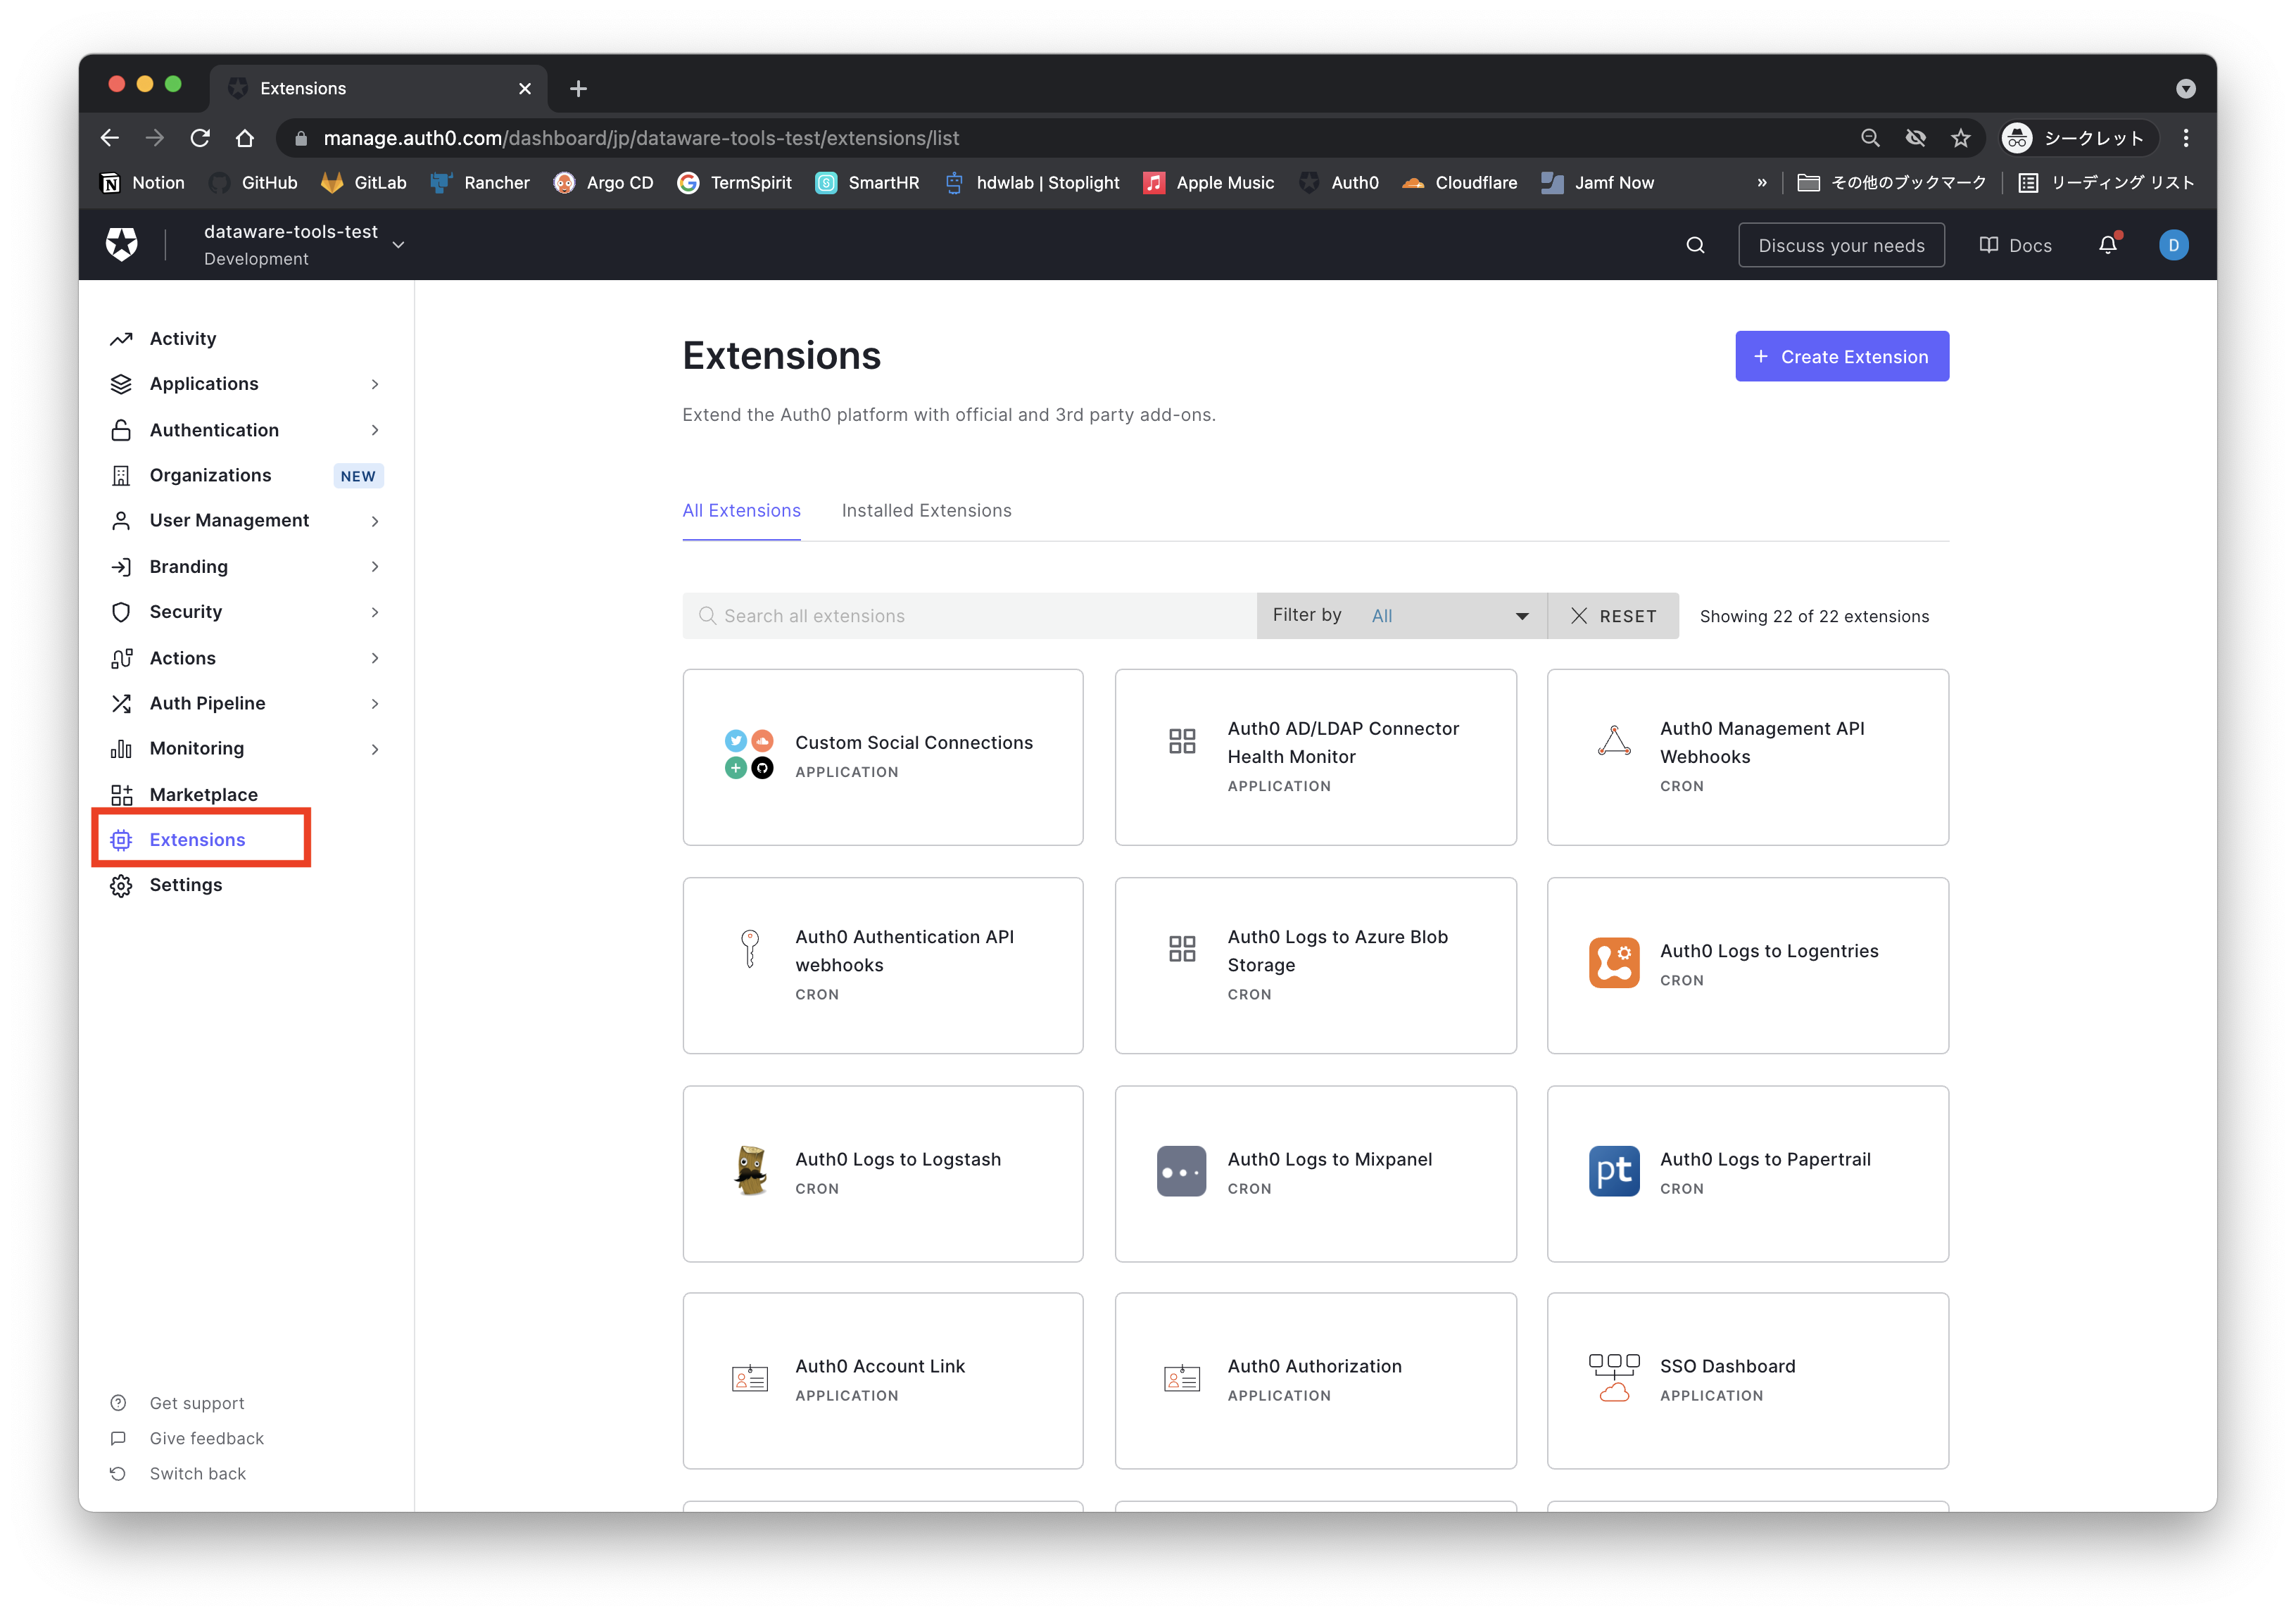 Extensions
manage.auth0.com/dashboard/jp/dataware-tools-test/extensions/list
シークレット
Notion GitHub GitLab Rancher Argo CD TermSpirit SmartHR hdwlab | Stoplight Apple Music Auth0 Cloudflare Jamf Now » その他のブックマーク リーディング リスト
dataware-tools-test
Development
Discuss your needs
Docs
D
Activity
Applications
Authentication
Organizations NEW
User Management
Branding
Security
Actions
Auth Pipeline
Monitoring
Marketplace
Extensions
Settings
Get support
Give feedback
Switch back
Extensions
+ Create Extension
Extend the Auth0 platform with official and 3rd party add-ons.
All Extensions Installed Extensions
Search all extensions Filter by All RESET Showing 22 of 22 extensions
Custom Social Connections
APPLICATION
Auth0 AD/LDAP Connector
Health Monitor
APPLICATION
Auth0 Management API
Webhooks
CRON
Auth0 Authentication API
webhooks
CRON
Auth0 Logs to Azure Blob
Storage
CRON
Auth0 Logs to Logentries
CRON
Auth0 Logs to Logstash
CRON
Auth0 Logs to Mixpanel
CRON
pt
Auth0 Logs to Papertrail
CRON
Auth0 Account Link
APPLICATION
Auth0 Authorization
APPLICATION
SSO Dashboard
APPLICATION